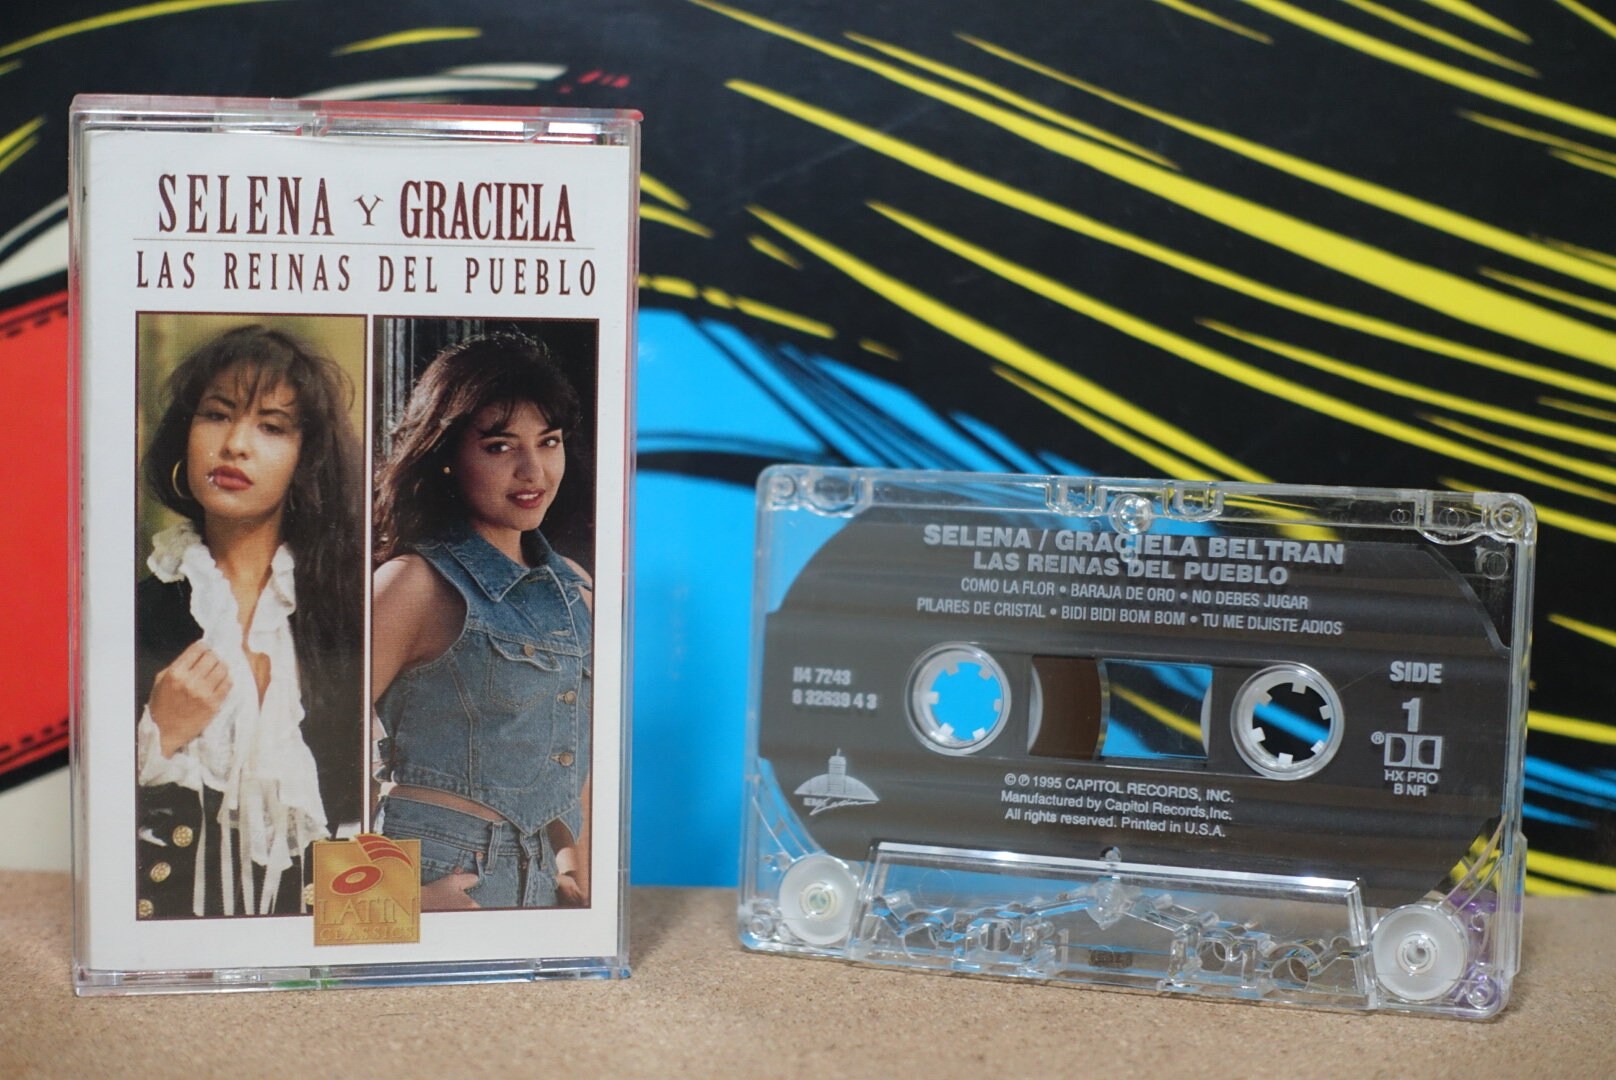 SELENA Y GRACIELA
LAS REINAS DEL PUEBLO
LATIN
CLASSICS
SELENA / GRACIELA BELTRAN
LAS REINAS DEL PUEBLO
COMO LA FLOR • BARAJA DE ORO • NO DEBES JUGAR
PILARES DE CRISTAL • BIDI BIDI BOM BOM • TU ME DIJISTE ADIOS
H4 7243
8 32639 4 3
SIDE
1
HX PRO
B NR
EMI Latin
© ℗ 1995 CAPITOL RECORDS, INC.
Manufactured by Capitol Records,Inc.
All rights reserved. Printed in U.S.A.